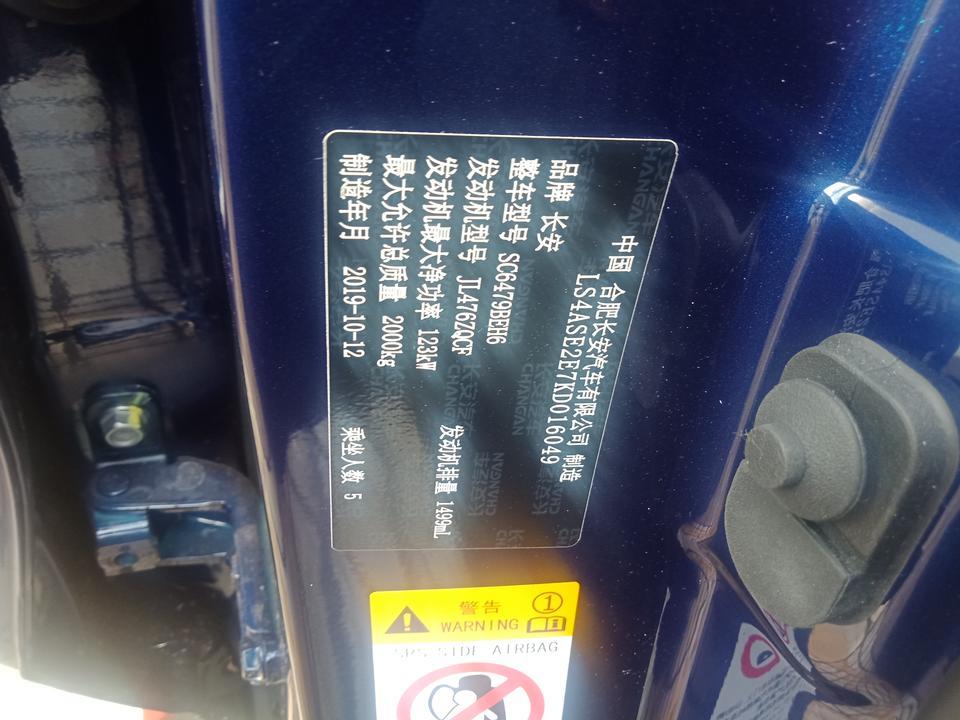 中国 合肥长安汽车有限公司 制造
LS4ASE2E7KD016049
品牌 长安
整车型号 SC6479BEH6
发动机型号 JL476ZQCF
发动机最大净功率 123kW 发动机排量 1499mL
最大允许总质量 2000kg
制造年月 2019-10-12 乘坐人数 5
警告 1
WARNING
SRS SIDE AIRBAG